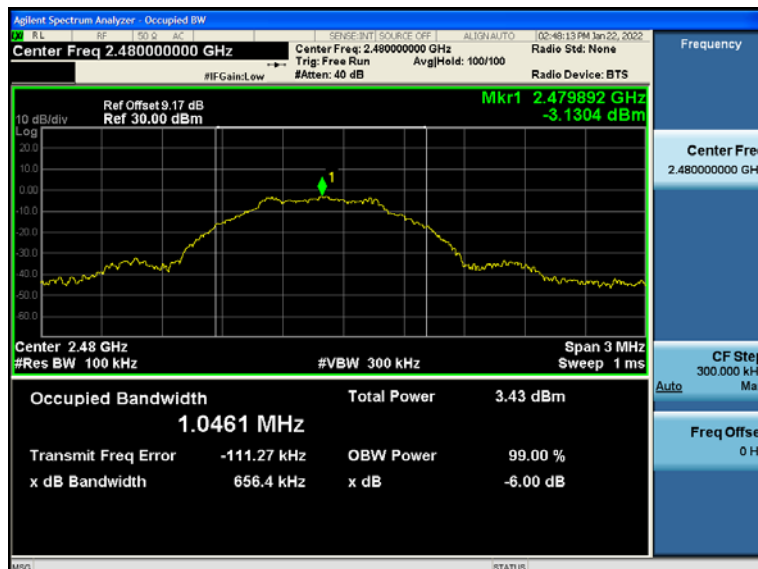 Agilent Spectrum Analyzer - Occupied BW
RL RF 50 Ω AC SENSE:INT SOURCE OFF ALIGN AUTO 02:48:13 PM Jan 22, 2022
Center Freq 2.480000000 GHz
Center Freq: 2.480000000 GHz Radio Std: None
Trig: Free Run Avg|Hold: 100/100
#IFGain:Low #Atten: 40 dB Radio Device: BTS
Frequency
Ref Offset 9.17 dB Mkr1 2.479892 GHz
10 dB/div Ref 30.00 dBm -3.1304 dBm
Log
20.0
10.0
0.00
-10.0
-20.0
-30.0
-40.0
-50.0
-60.0
1
Center Fre
2.480000000 GH
Center 2.48 GHz Span 3 MHz
#Res BW 100 kHz #VBW 300 kHz Sweep 1 ms
CF Step
300.000 kH
Auto Ma
Occupied Bandwidth Total Power 3.43 dBm
1.0461 MHz
Transmit Freq Error -111.27 kHz OBW Power 99.00 %
x dB Bandwidth 656.4 kHz x dB -6.00 dB
Freq Offse
0 H
MSG STATUS